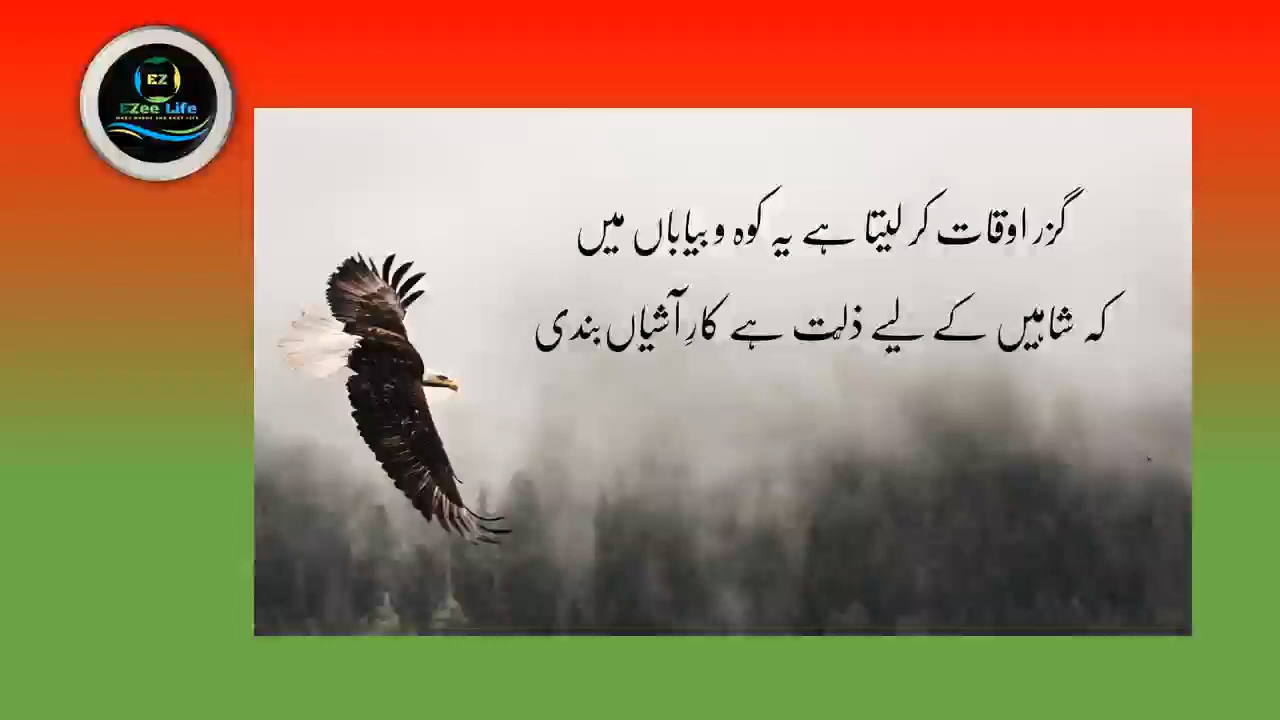 EZ
EZee Life
گزر اوقات کر لیتا ہے یہ کوہ و بیاباں میں
کہ شاہیں کے لیے ذلت ہے کارِ آشیاں بندی